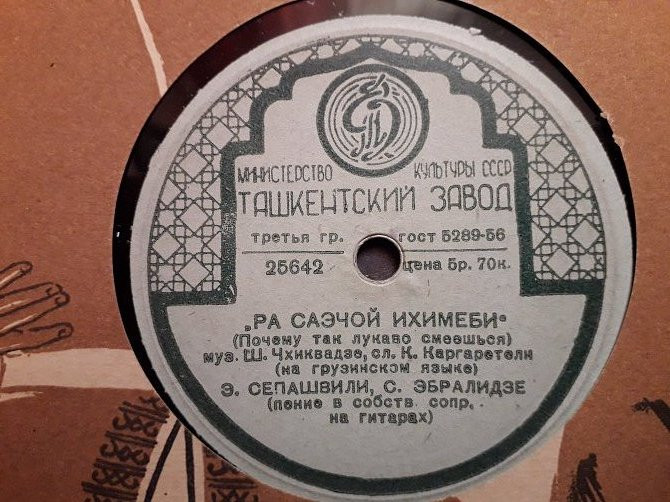 МИНИСТЕРСТВО КУЛЬТУРЫ СССР
ТАШКЕНТСКИЙ ЗАВОД
третья гр. гост 5289-56
25642 цена 5р. 70к.
„РА САЭЧОЙ ИХИМЕБИ“
(Почему так лукаво смеешься)
муз. Ш. Чхиквадзе, сл. К. Каргаретели
(на грузинском языке)
Э. СЕПАШВИЛИ, С. ЭБРАЛИДЗЕ
(пение в собств. сопр.
на гитарах)